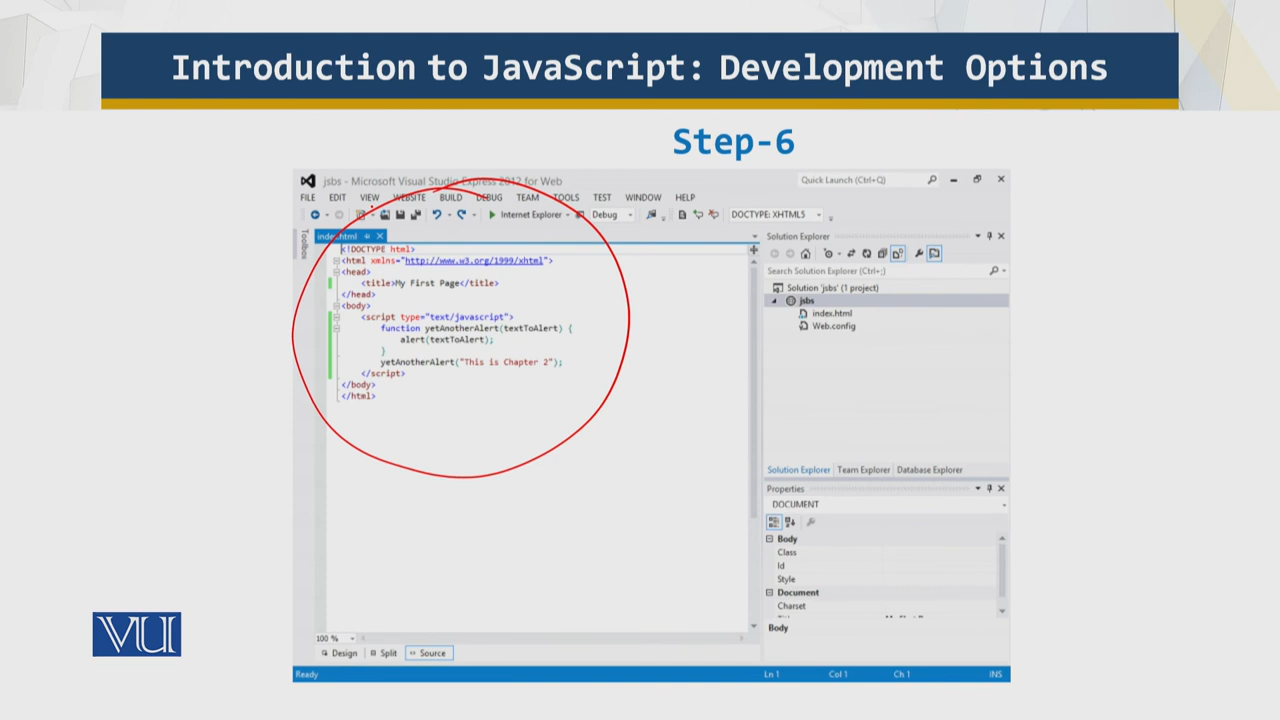 Introduction to JavaScript: Development Options
Step-6
jsbs - Microsoft Visual Studio Express 2012 for Web
Quick Launch (Ctrl+Q)
FILE EDIT VIEW WEBSITE BUILD DEBUG TEAM TOOLS TEST WINDOW HELP
Internet Explorer Debug DOCTYPE: XHTML5
Toolbox
index.html
<!DOCTYPE html>
<html xmlns="http://www.w3.org/1999/xhtml">
<head>
<title>My First Page</title>
</head>
<body>
<script type="text/javascript">
function yetAnotherAlert(textToAlert) {
alert(textToAlert);
}
yetAnotherAlert("This is Chapter 2");
</script>
</body>
</html>
100 %
Design Split Source
Solution Explorer
Search Solution Explorer (Ctrl+;)
Solution 'jsbs' (1 project)
jsbs
index.html
Web.config
Solution Explorer Team Explorer Database Explorer
Properties
DOCUMENT
Body
Class
Id
Style
Document
Charset
Body
Ready Ln 1 Col 1 Ch 1 INS
VU